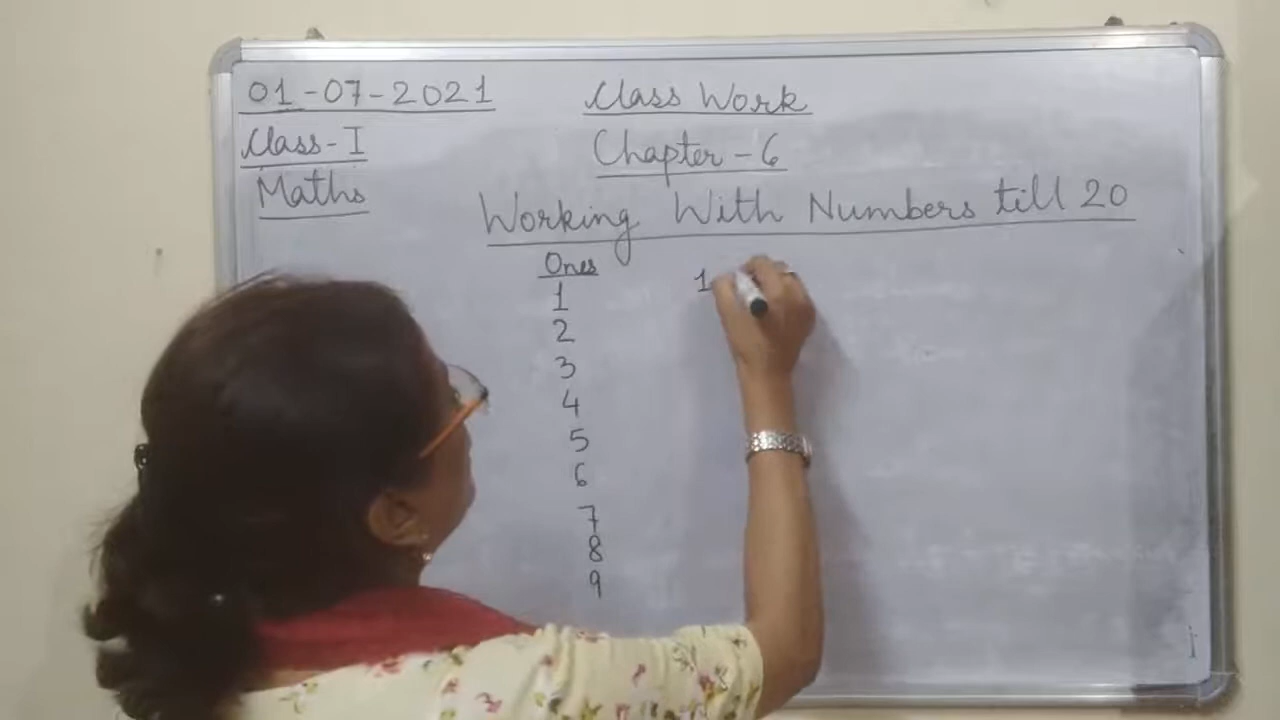 01-07-2021
Class Work
Class-I
Chapter-6
Maths
Working With Numbers till 20
Ones
1
1
2
3
4
5
6
7
8
9